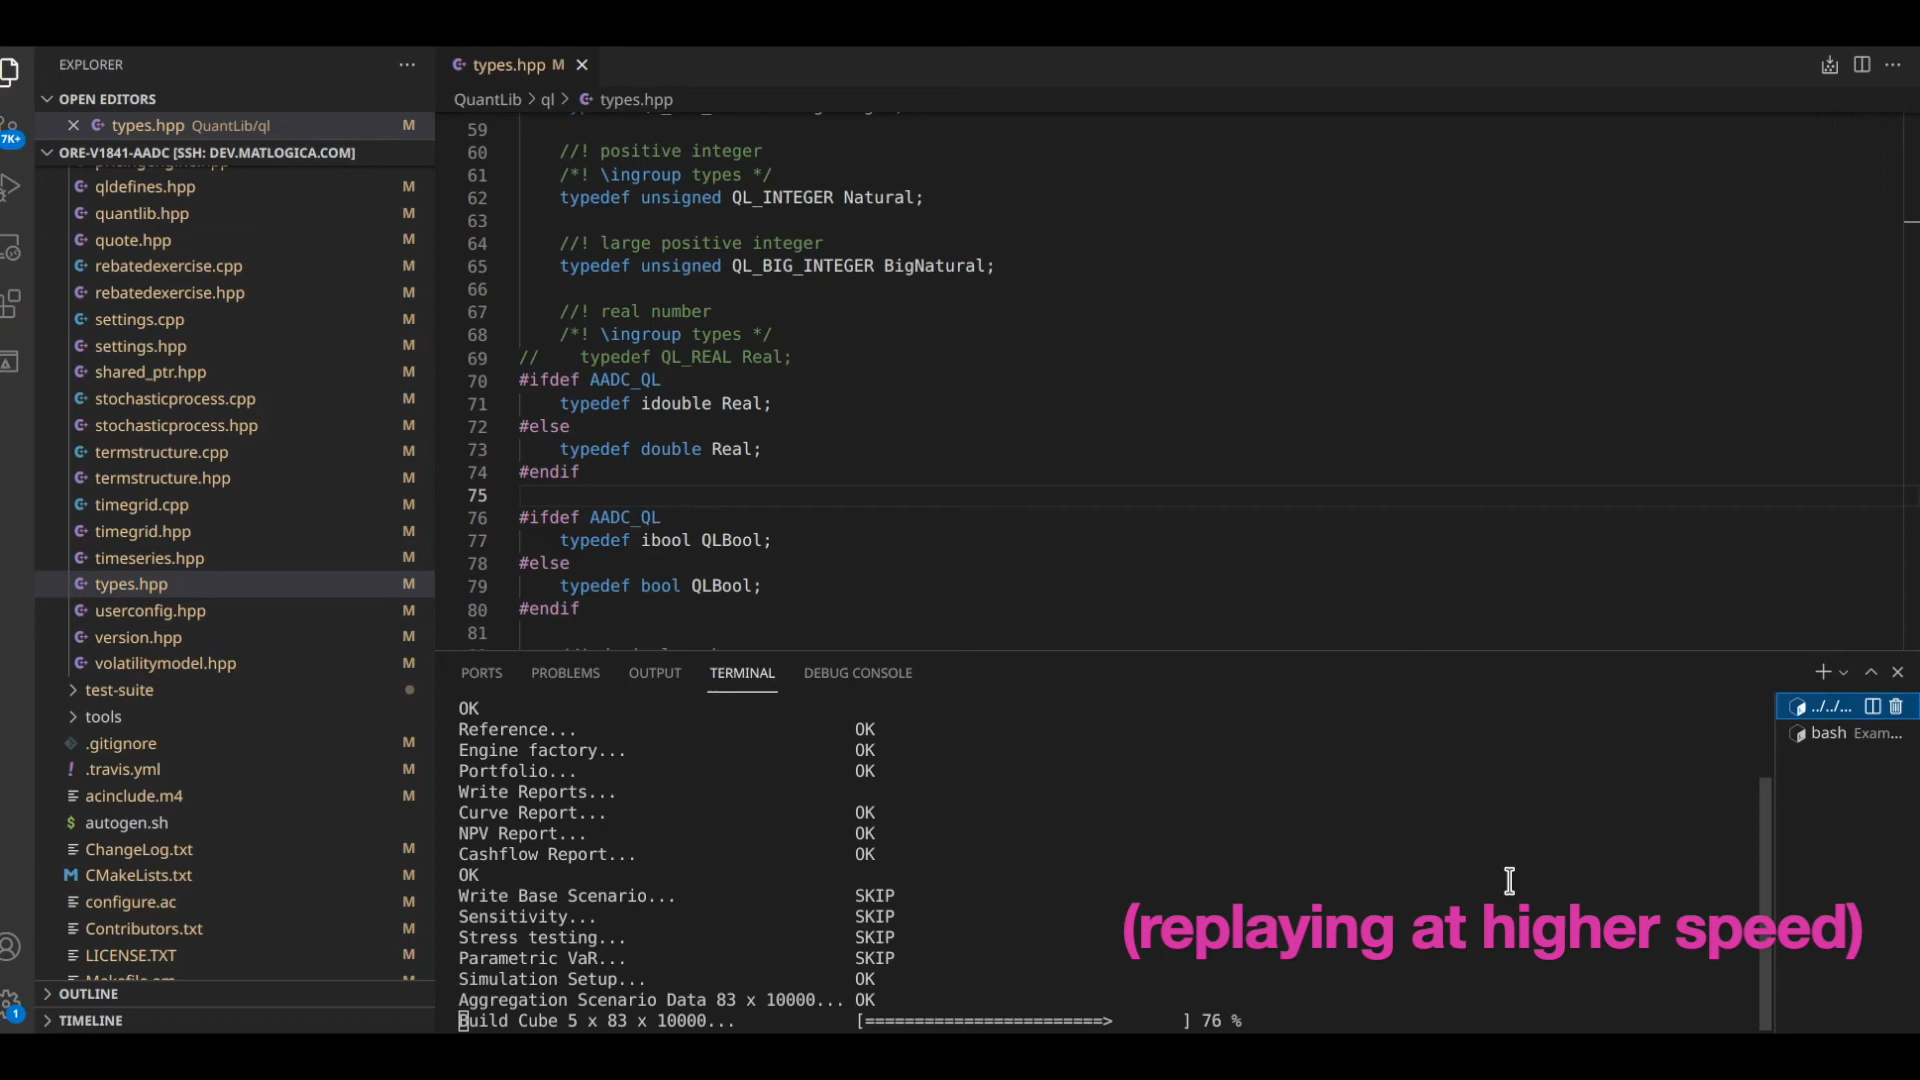 EXPLORER
OPEN EDITORS
types.hpp QuantLib/ql M
7K+
ORE-V1841-AADC [SSH: DEV.MATLOGICA.COM]
qldefines.hpp M
quantlib.hpp M
quote.hpp M
rebatedexercise.cpp M
rebatedexercise.hpp M
settings.cpp M
settings.hpp M
shared_ptr.hpp M
stochasticprocess.cpp M
stochasticprocess.hpp M
termstructure.cpp M
termstructure.hpp M
timegrid.cpp M
timegrid.hpp M
timeseries.hpp M
types.hpp M
userconfig.hpp M
version.hpp M
volatilitymodel.hpp M
test-suite
tools
.gitignore M
.travis.yml M
acinclude.m4 M
autogen.sh
ChangeLog.txt M
CMakeLists.txt M
configure.ac M
Contributors.txt M
LICENSE.TXT M
OUTLINE
1
TIMELINE
types.hpp M
QuantLib > ql > types.hpp
59
60 //! positive integer
61 /*! \ingroup types */
62 typedef unsigned QL_INTEGER Natural;
63
64 //! large positive integer
65 typedef unsigned QL_BIG_INTEGER BigNatural;
66
67 //! real number
68 /*! \ingroup types */
69 // typedef QL_REAL Real;
70 #ifdef AADC_QL
71 typedef idouble Real;
72 #else
73 typedef double Real;
74 #endif
75
76 #ifdef AADC_QL
77 typedef ibool QLBool;
78 #else
79 typedef bool QLBool;
80 #endif
81
PORTS PROBLEMS OUTPUT TERMINAL DEBUG CONSOLE
OK
Reference... OK
Engine factory... OK
Portfolio... OK
Write Reports...
Curve Report... OK
NPV Report... OK
Cashflow Report... OK
OK
Write Base Scenario... SKIP
Sensitivity... SKIP
Stress testing... SKIP
Parametric VaR... SKIP
Simulation Setup... OK
Aggregation Scenario Data 83 x 10000... OK
Build Cube 5 x 83 x 10000... [========================> ] 76 %
../../...
bash Exam...
(replaying at higher speed)